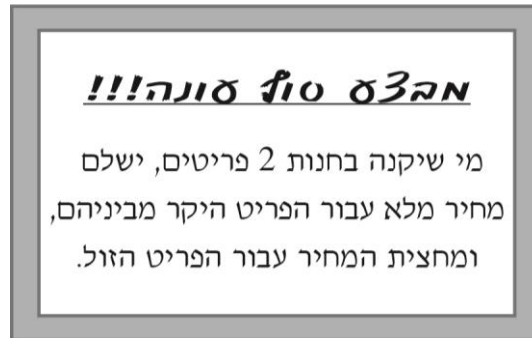 מבצע סוף עונה!!!
מי שיקנה בחנות 2 פריטים, ישלם
מחיר מלא עבור הפריט היקר מביניהם,
ומחצית המחיר עבור הפריט הזול.